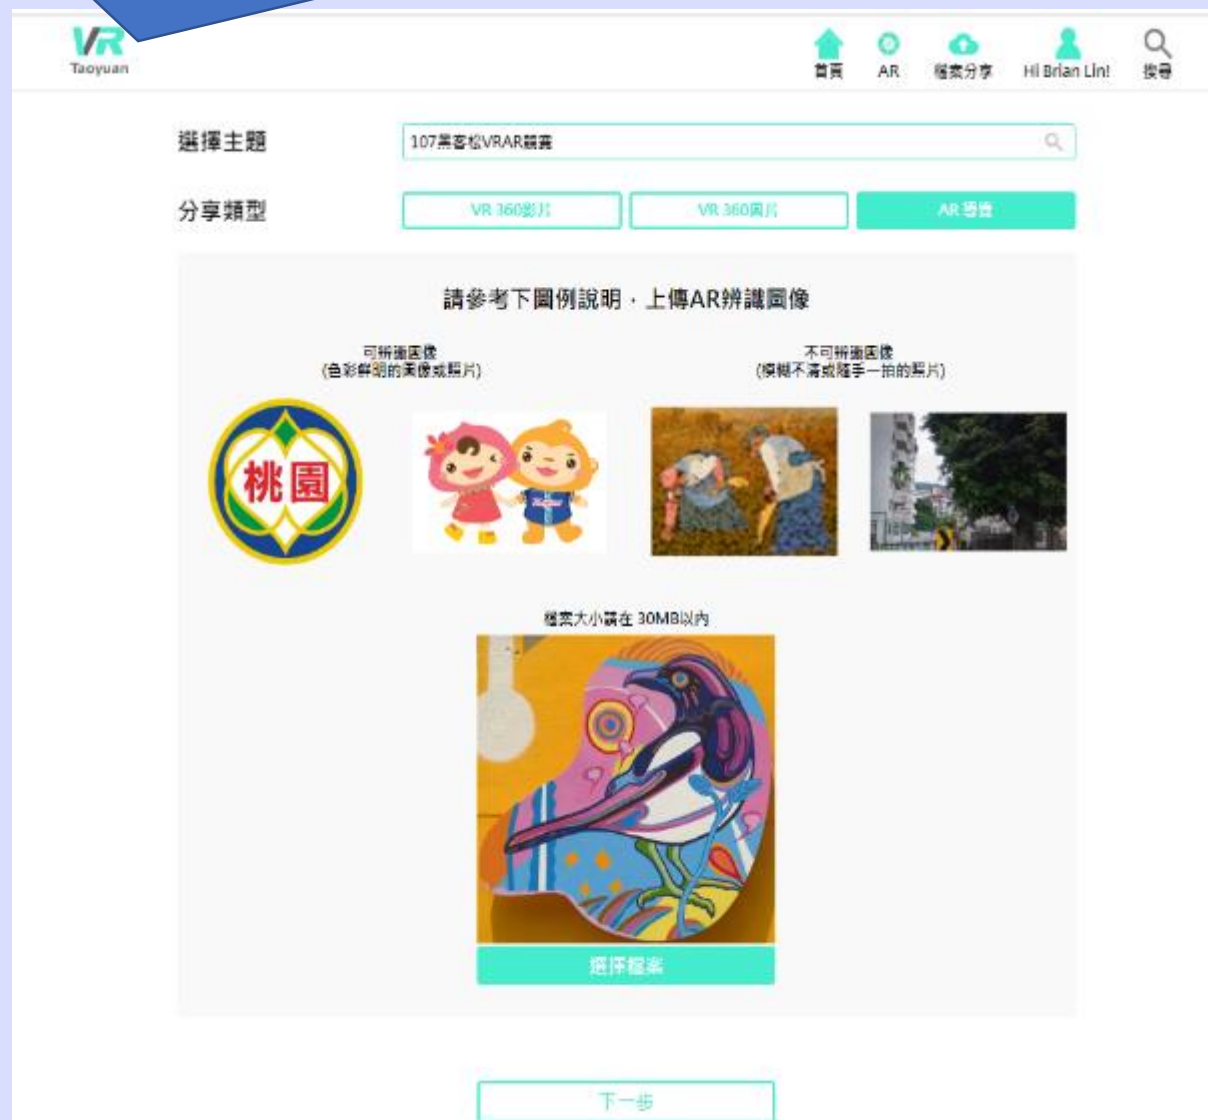 VR
Taoyuan
首頁
AR
檔案分享
Hi Brian Lin!
搜尋
選擇主題
107黑客松VRAR競賽
分享類型
VR 360影片
VR 360圖片
AR 導覽
請參考下圖例說明，上傳AR辨識圖像
可辨識圖像
(色彩鮮明的圖像或照片)
不可辨識圖像
(模糊不清或隨手一拍的照片)
桃園
檔案大小請在 30MB以內
選擇檔案
下一步